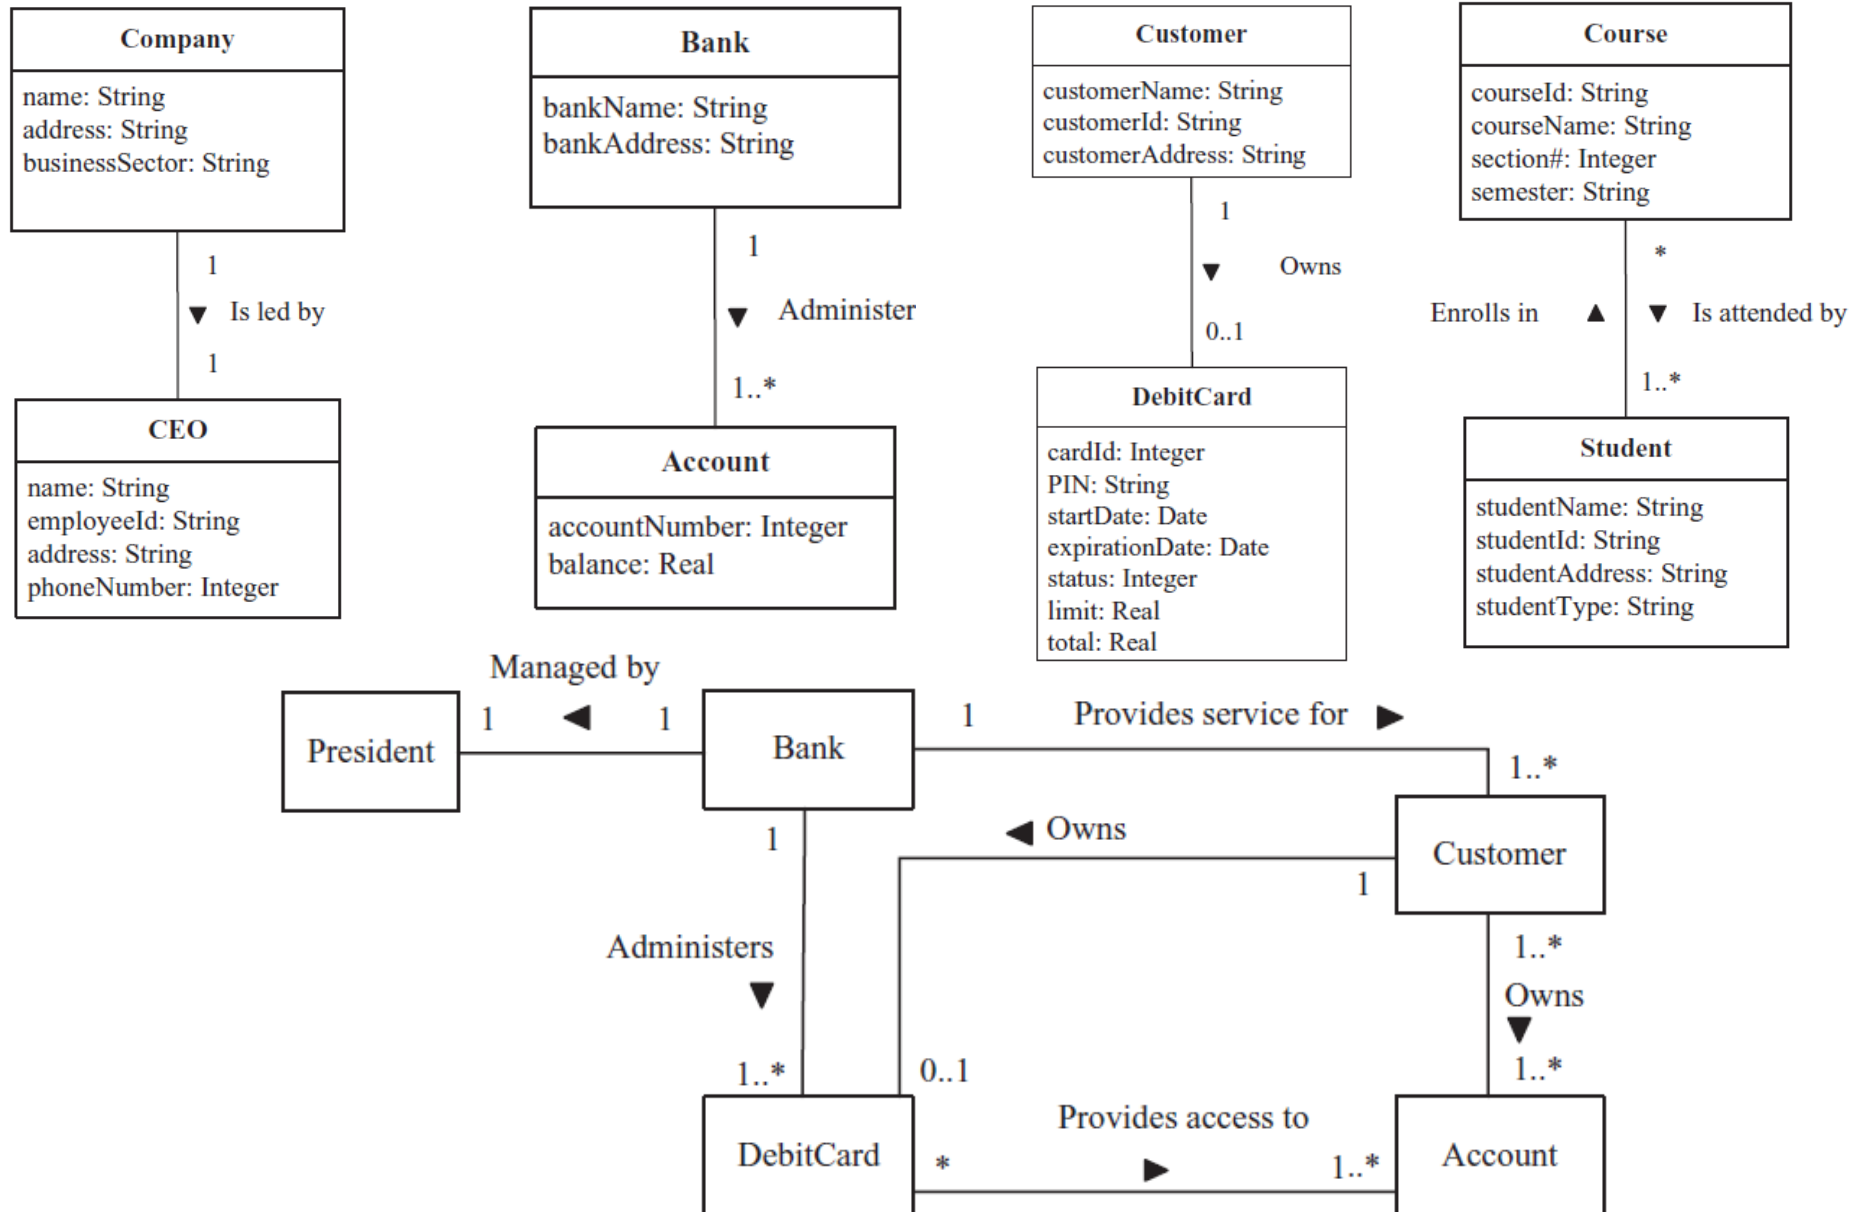 Company
name: String
address: String
businessSector: String
1
Is led by
1
CEO
name: String
employeeId: String
address: String
phoneNumber: Integer
Bank
bankName: String
bankAddress: String
1
Administer
1..*
Account
accountNumber: Integer
balance: Real
Customer
customerName: String
customerId: String
customerAddress: String
1
Owns
0..1
DebitCard
cardId: Integer
PIN: String
startDate: Date
expirationDate: Date
status: Integer
limit: Real
total: Real
Course
courseId: String
courseName: String
section#: Integer
semester: String
*
Enrolls in
Is attended by
1..*
Student
studentName: String
studentId: String
studentAddress: String
studentType: String
Managed by
1
1
President
Bank
1
Provides service for
1..*
1
Owns
Customer
1
Administers
1..*
Owns
1..*
0..1
1..*
Provides access to
DebitCard
*
1..*
Account